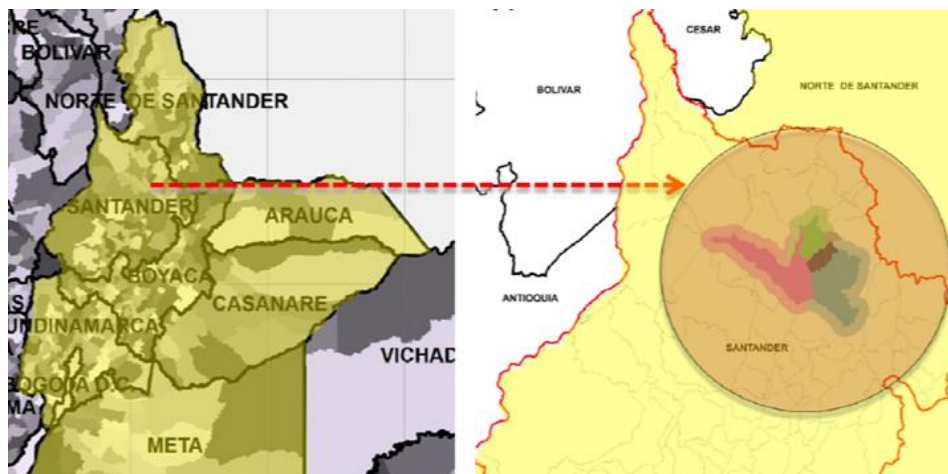 BOLIVAR
NORTE DE SANTANDER
SANTANDER
ARAUCA
BOYACA
CASANARE
UNDINAMARCA
BOGOTA D.C.
MA
VICHAD
META
CESAR
BOLIVAR
NORTE DE SANTANDER
ANTIOQUIA
SANTANDER